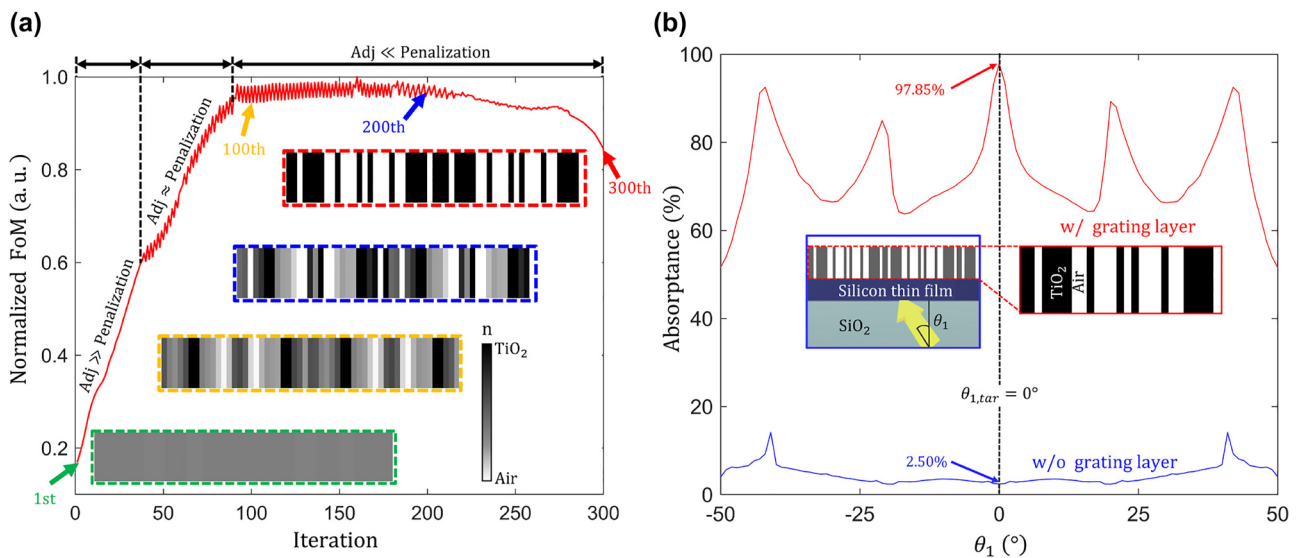 (a)
Adj ≪ Penalization
Adj ≈ Penalization
Adj ≫ Penalization
Normalized FoM (a. u.)
1.0
0.8
0.6
0.4
0.2
100th
200th
300th
1st
n
TiO₂
Air
0 50 100 150 200 250 300
Iteration
(b)
Absorptance (%)
100
80
60
40
20
0
97.85%
w/ grating layer
Silicon thin film
SiO₂
θ₁
TiO₂
Air
θ₁,tar = 0°
2.50%
w/o grating layer
-50 -25 0 25 50
θ₁ (°)